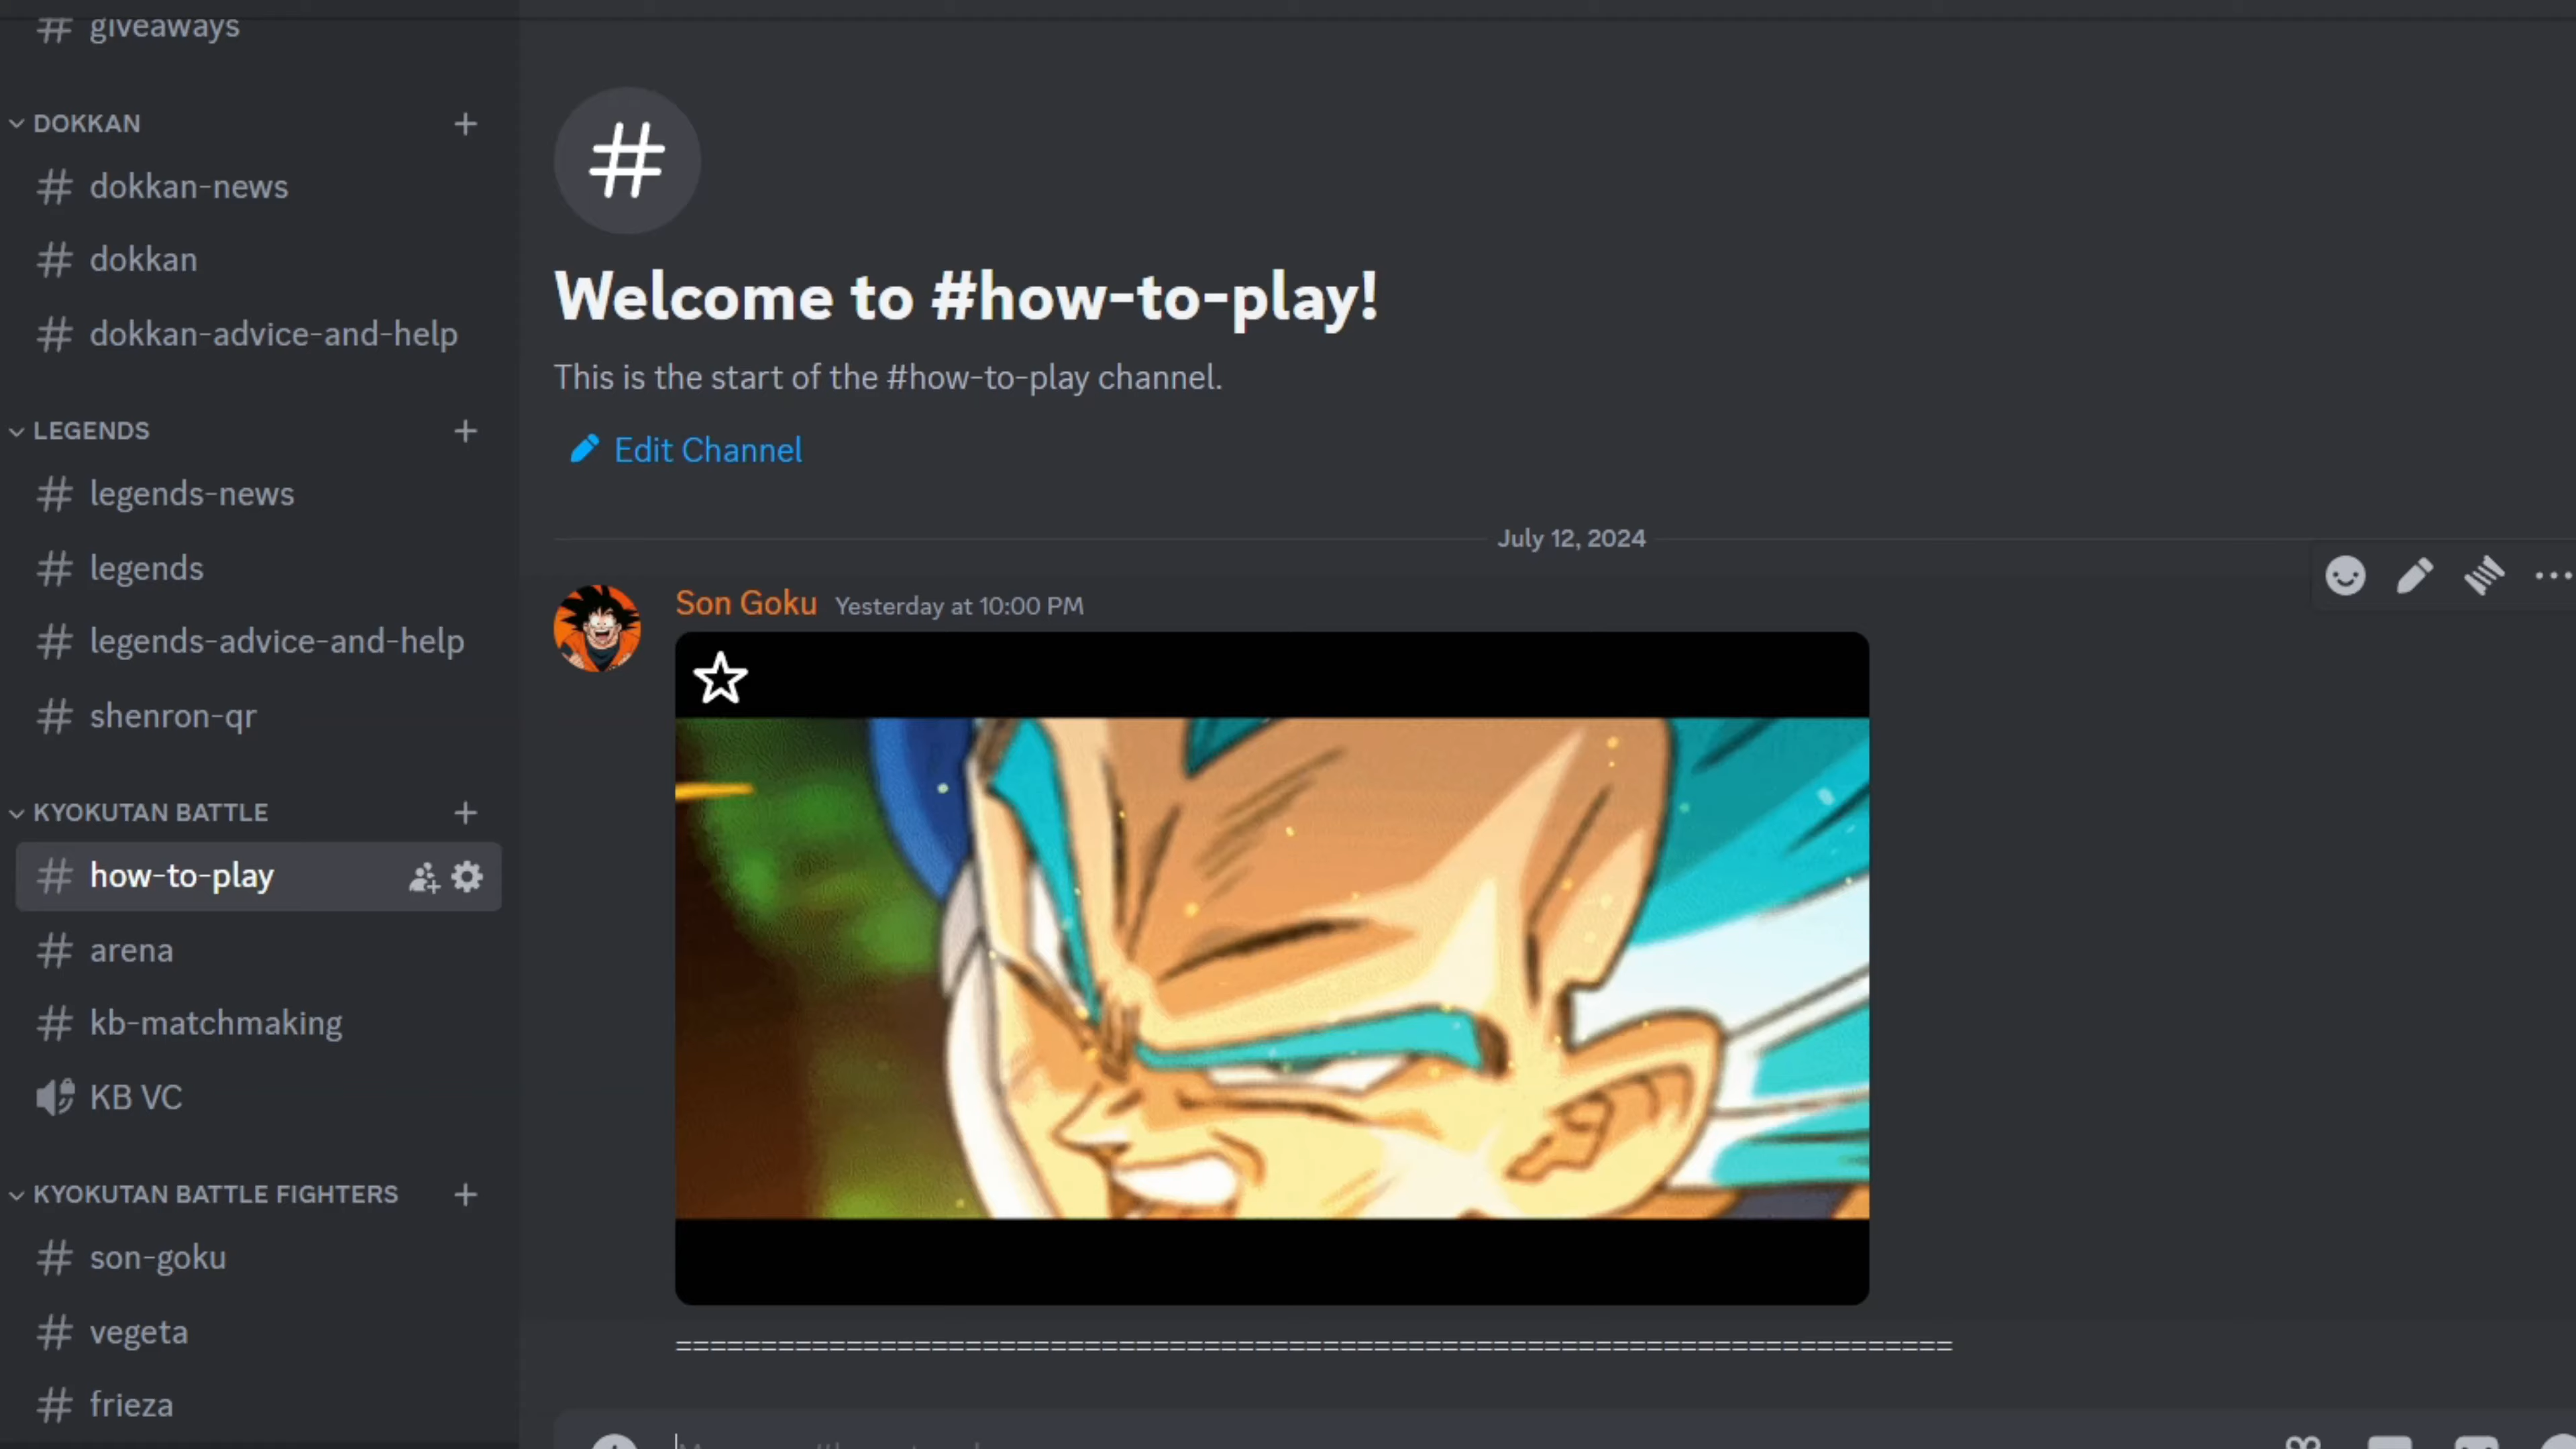 giveaways
DOKKAN
dokkan-news
dokkan
dokkan-advice-and-help
LEGENDS
legends-news
legends
legends-advice-and-help
shenron-qr
KYOKUTAN BATTLE
how-to-play
arena
kb-matchmaking
KB VC
KYOKUTAN BATTLE FIGHTERS
son-goku
vegeta
frieza
Welcome to #how-to-play!
This is the start of the #how-to-play channel.
Edit Channel
July 12, 2024
Son Goku Yesterday at 10:00 PM
===========================================================================